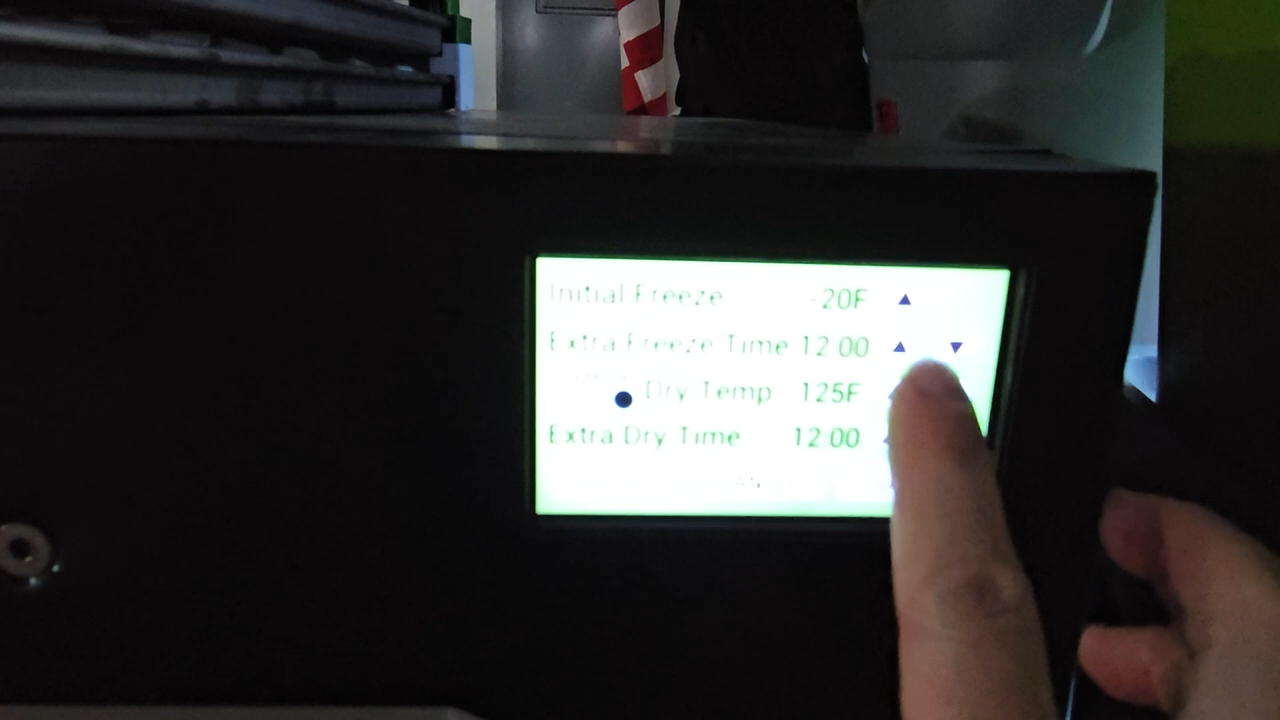 Initial Freeze -20F ▲
Extra Freeze Time 12:00 ▲ ▼
Dry Temp 125F
Extra Dry Time 12:00